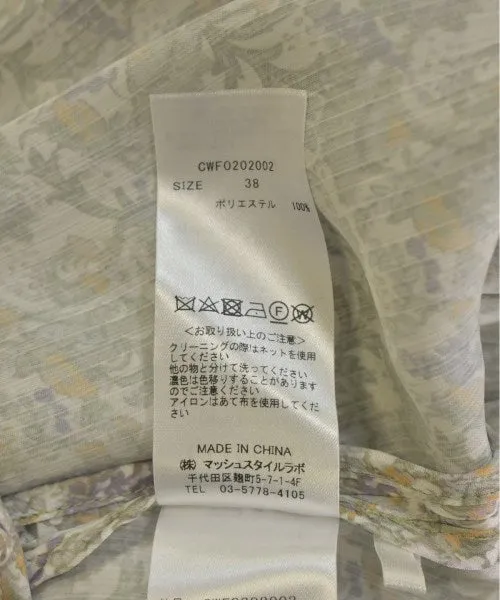 CWFO202002
SIZE 38
ポリエステル 100%
<お取り扱い上のご注意>
クリーニングの際はネットを使用
してください
他の物と分けて洗ってください
濃色は色移りすることがあります
のでご注意ください
アイロンはあて布を使用してくだ
さい
MADE IN CHINA
(株) マッシュスタイルラボ
千代田区麹町5-7-1-4F
TEL 03-5778-4105